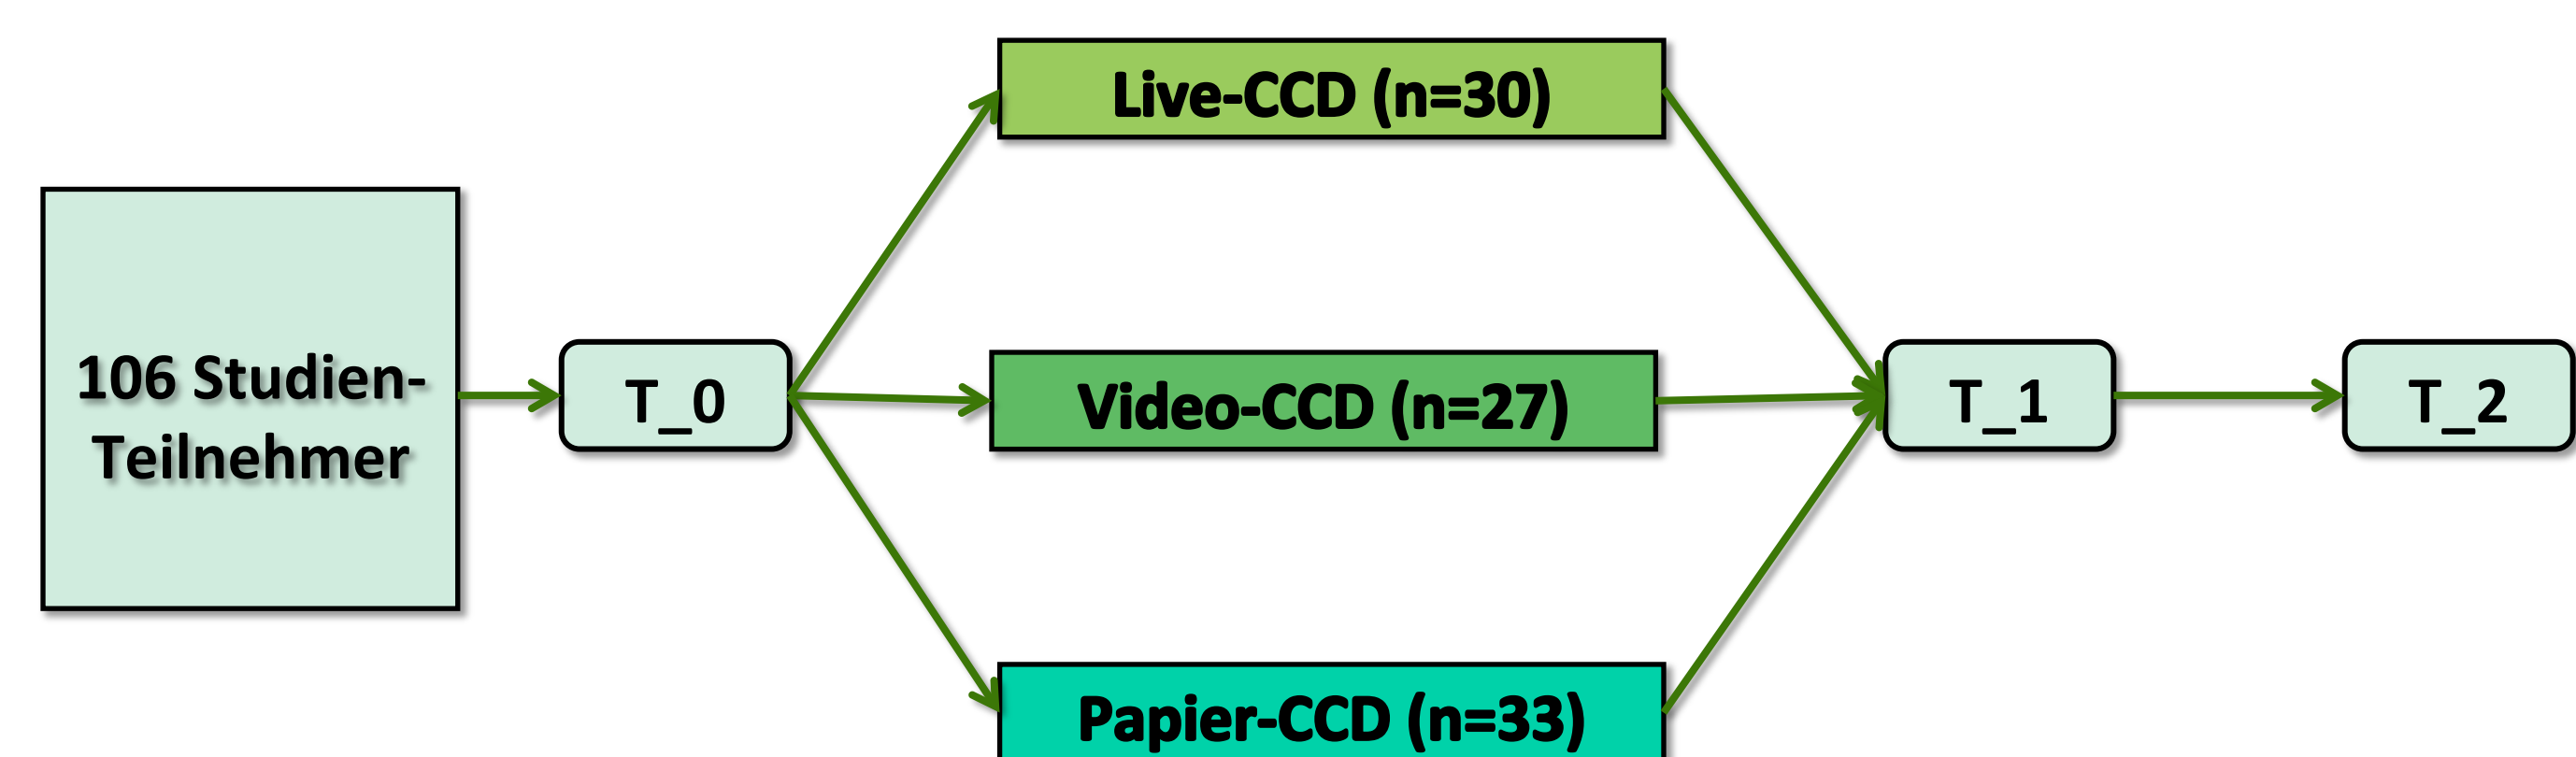 106 Studien-
Teilnehmer
T_0
Live-CCD (n=30)
Video-CCD (n=27)
Papier-CCD (n=33)
T_1
T_2